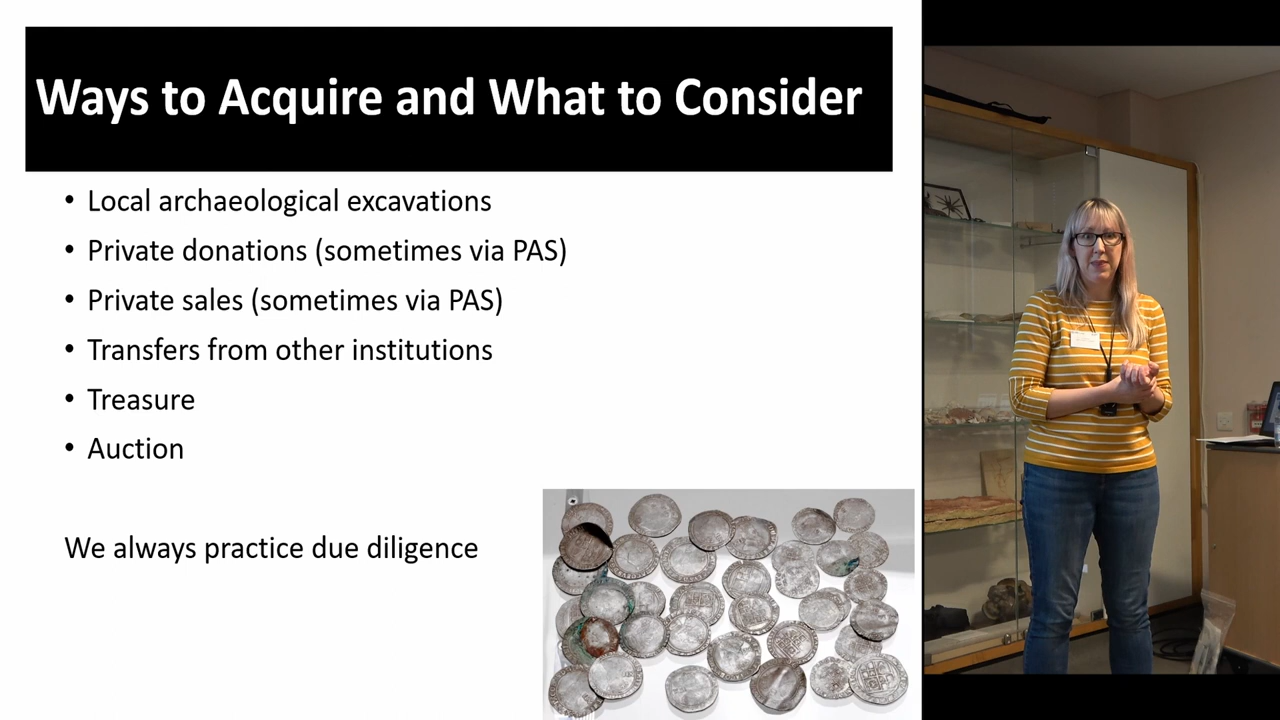 Ways to Acquire and What to Consider
• Local archaeological excavations
• Private donations (sometimes via PAS)
• Private sales (sometimes via PAS)
• Transfers from other institutions
• Treasure
• Auction
We always practice due diligence